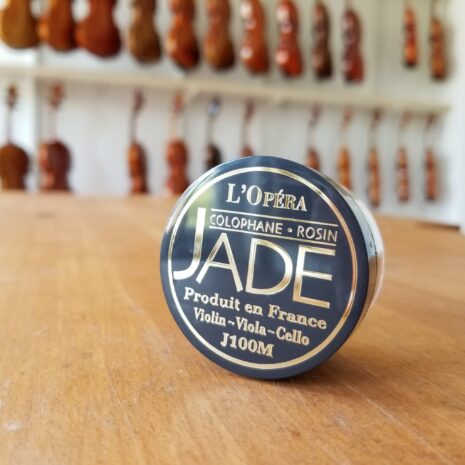 L'OPÉRA
COLOPHANE • ROSIN
JADE
Produit en France
Violin~Viola~Cello
J100M